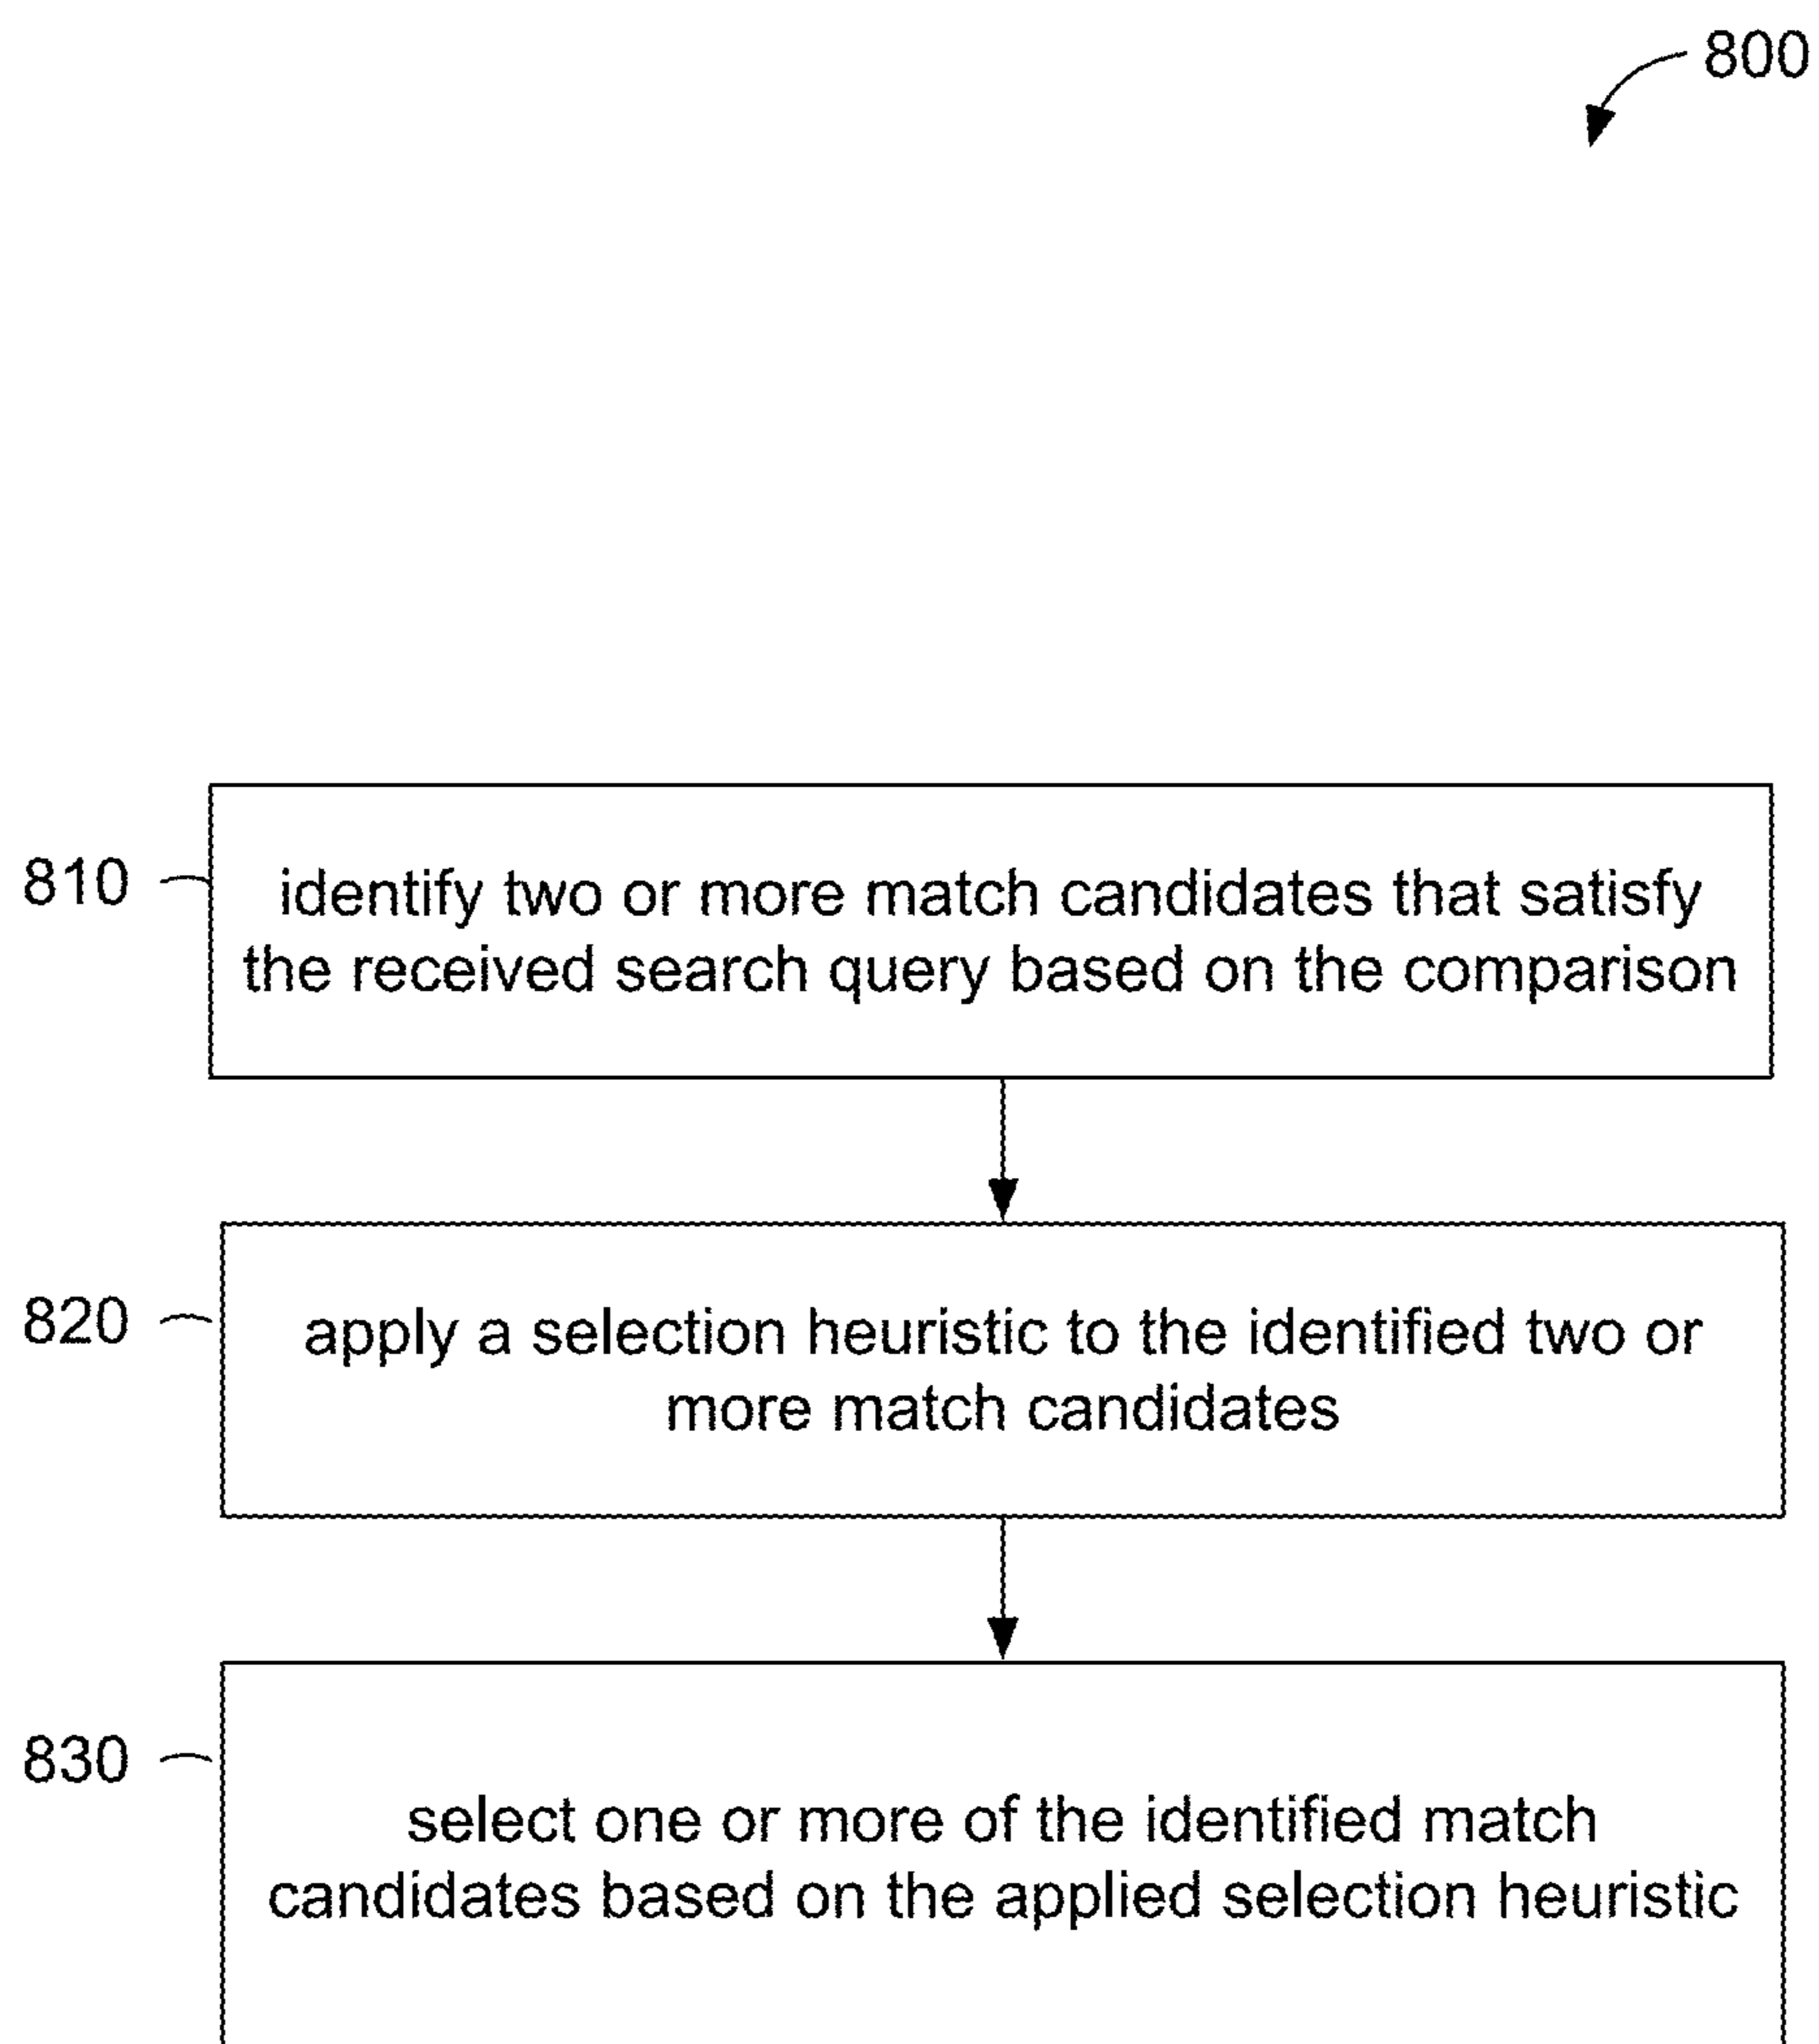 800
810
identify two or more match candidates that satisfy
the received search query based on the comparison
820
apply a selection heuristic to the identified two or
more match candidates
830
select one or more of the identified match
candidates based on the applied selection heuristic